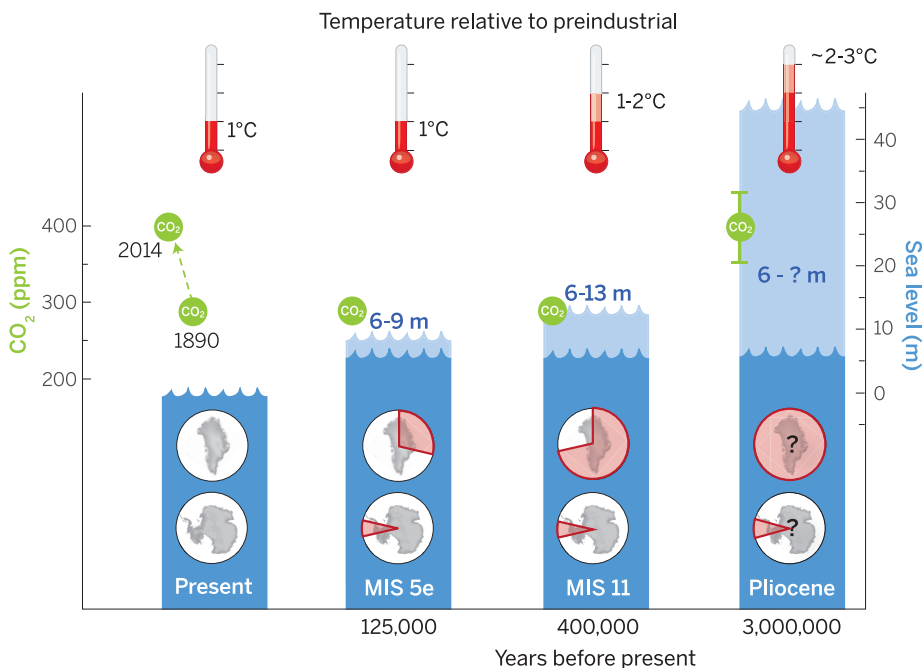 Temperature relative to preindustrial
1°C
1°C
1-2°C
~2-3°C
CO₂ (ppm)
400
300
200
CO₂
2014
CO₂
1890
CO₂
6-9 m
CO₂
6-13 m
CO₂
6 - ? m
Sea level (m)
40
30
20
10
0
?
?
Present
MIS 5e
MIS 11
Pliocene
125,000
400,000
3,000,000
Years before present